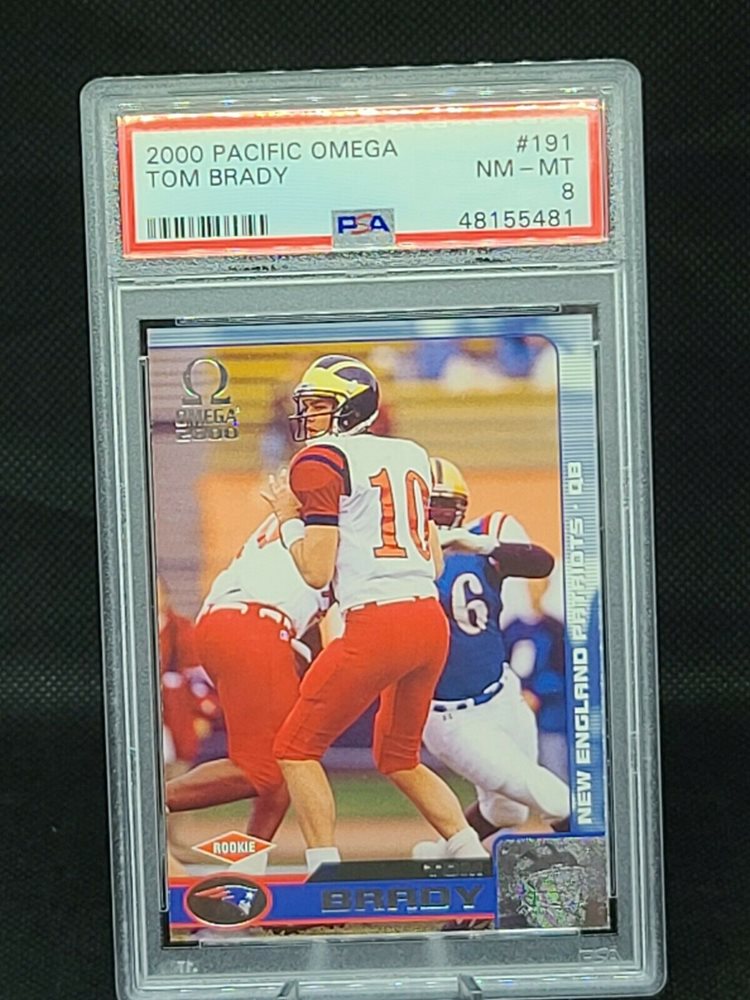 2000 PACIFIC OMEGA
TOM BRADY
#191
NM - MT
8
48155481
PSA
Ω
OMEGA
2000
10
6
NEW ENGLAND PATRIOTS · QB
ROOKIE
TOM
BRADY